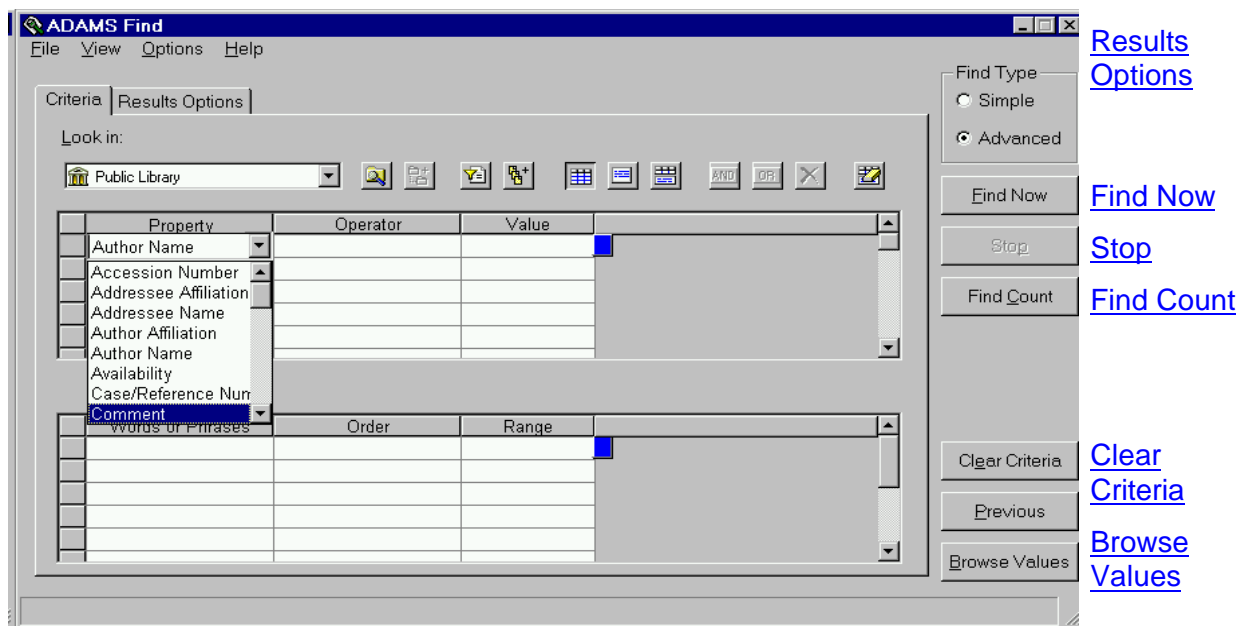 ADAMS Find
File View Options Help
Criteria Results Options
Look in:
Public Library
AND OR
Property Operator Value
Author Name
Accession Number
Addressee Affiliation
Addressee Name
Author Affiliation
Author Name
Availability
Case/Reference Num
Comment
Words or Phrases Order Range
Find Type
Simple
Advanced
Find Now
Stop
Find Count
Clear Criteria
Previous
Browse Values
Results
Options
Find Now
Stop
Find Count
Clear
Criteria
Browse
Values